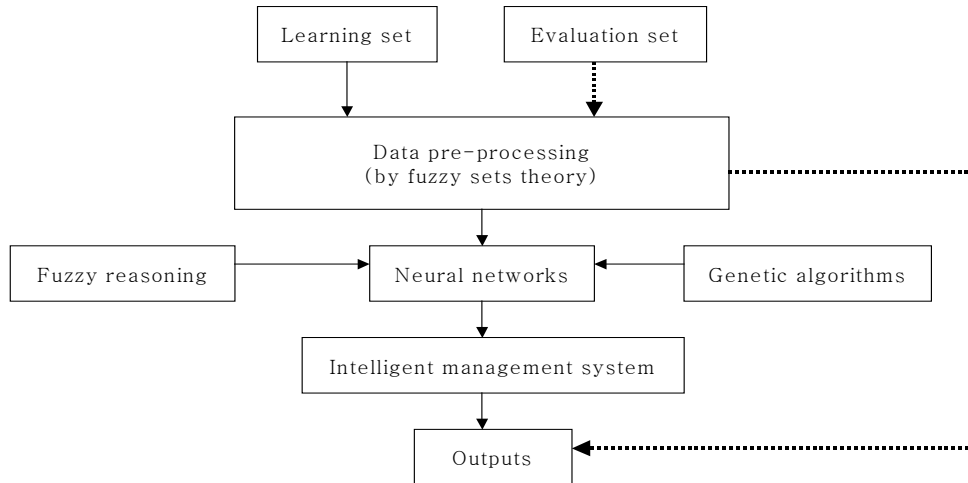 Learning set
Evaluation set
Data pre-processing
(by fuzzy sets theory)
Fuzzy reasoning
Neural networks
Genetic algorithms
Intelligent management system
Outputs